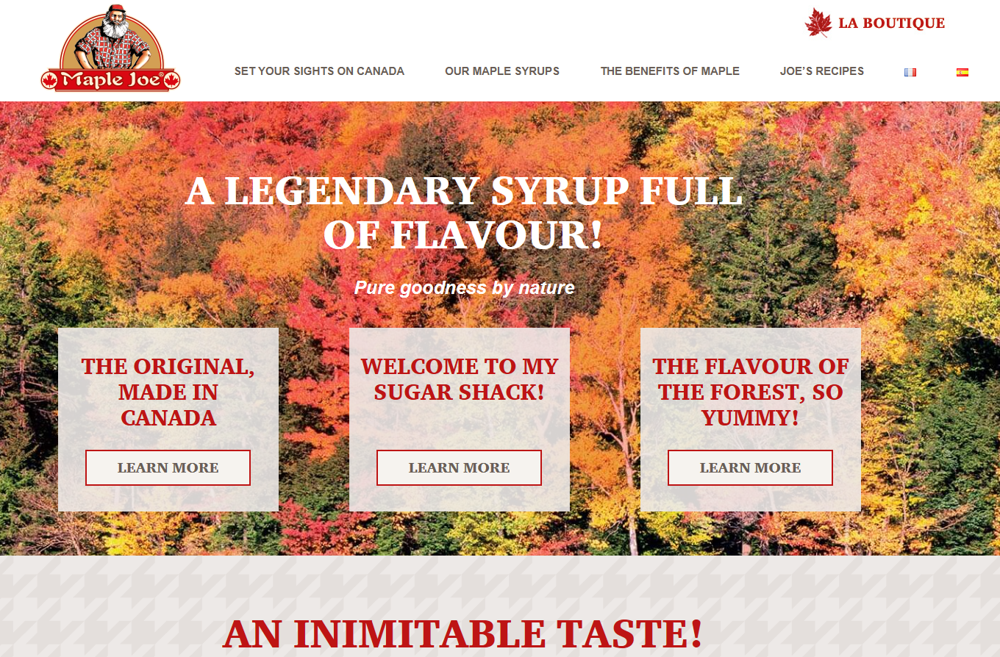 Maple Joe®
LA BOUTIQUE
SET YOUR SIGHTS ON CANADA
OUR MAPLE SYRUPS
THE BENEFITS OF MAPLE
JOE’S RECIPES
A LEGENDARY SYRUP FULL
OF FLAVOUR!
Pure goodness by nature
THE ORIGINAL,
MADE IN
CANADA
LEARN MORE
WELCOME TO MY
SUGAR SHACK!
LEARN MORE
THE FLAVOUR OF
THE FOREST, SO
YUMMY!
LEARN MORE
AN INIMITABLE TASTE!